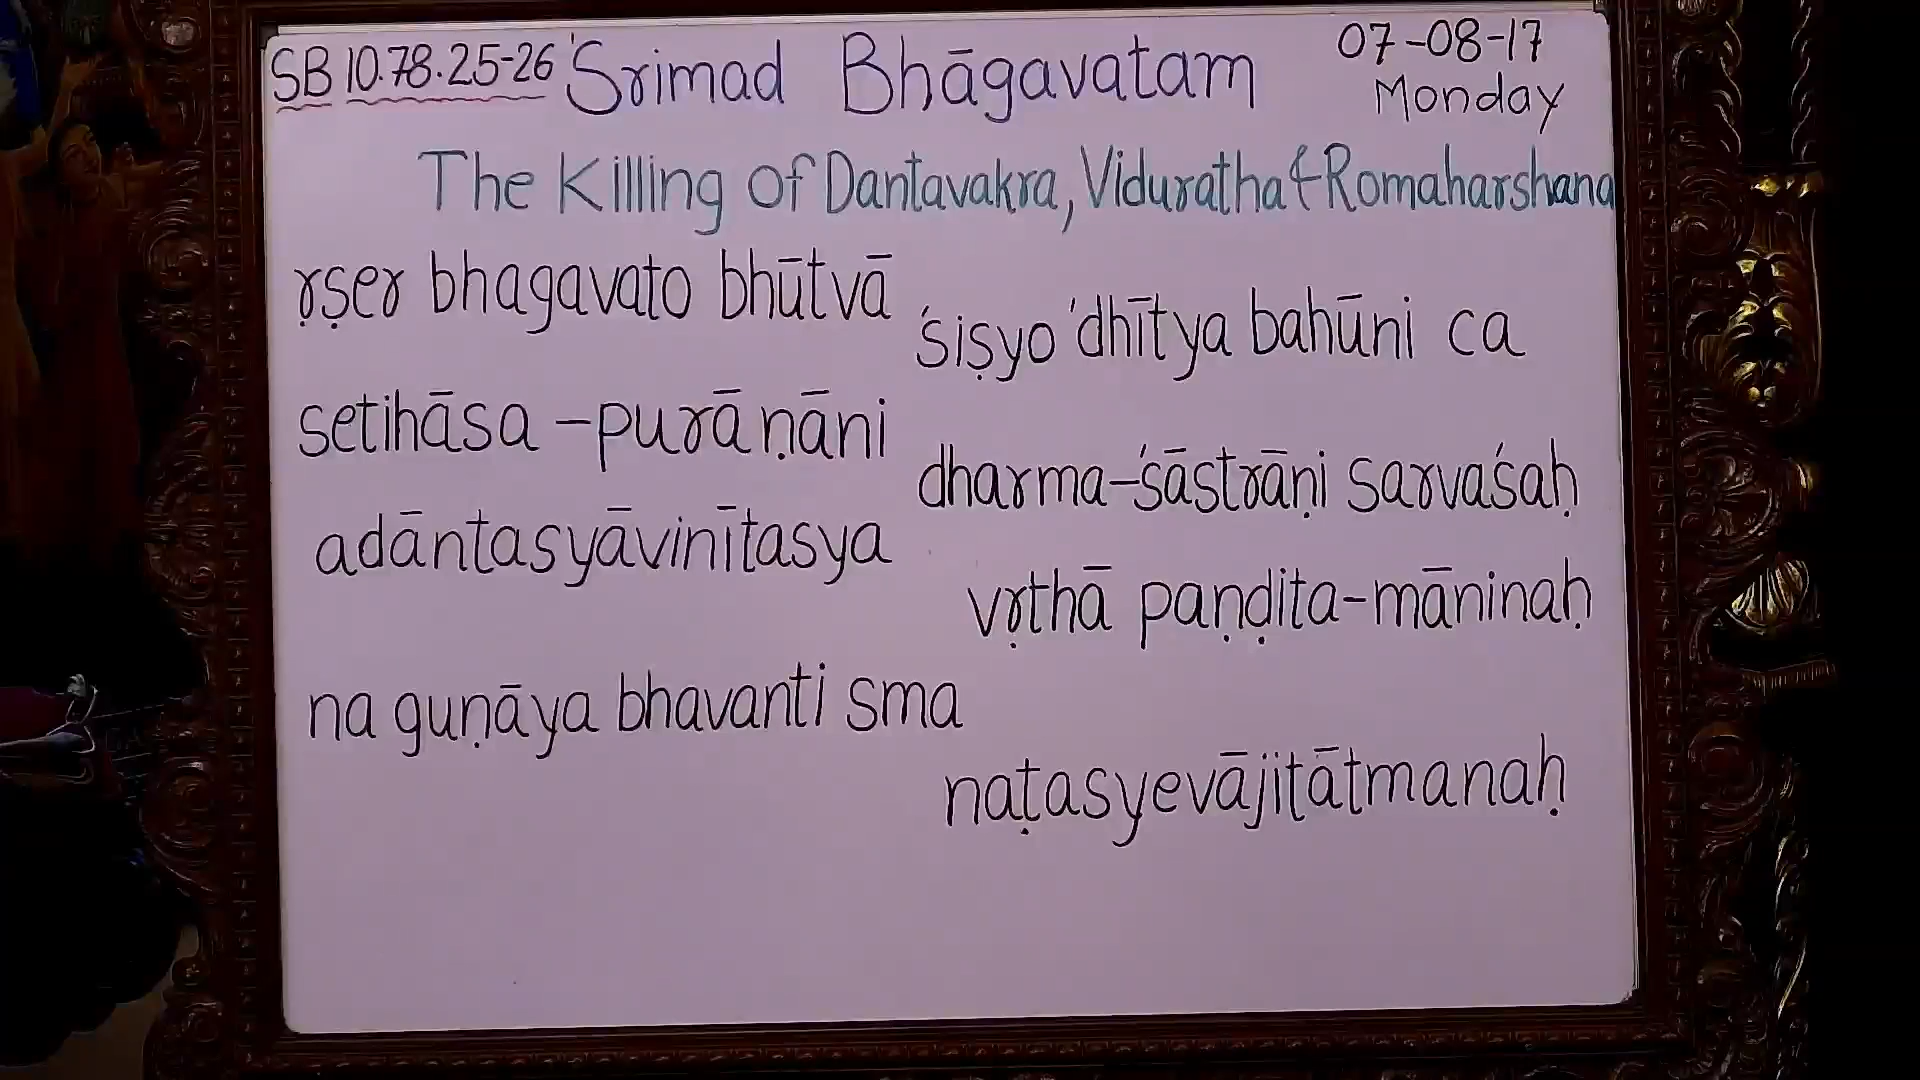 SB 10.78.25-26 'Srimad Bhāgavatam 07-08-17
Monday
The Killing Of Dantavakra, Viduratha & Romaharshana
ṛṣer bhagavato bhūtvā
śiṣyo 'dhītya bahūni ca
setihāsa -purāṇāni
dharma-śāstrāṇi sarvaśaḥ
adāntasyāvinītasya
vṛthā paṇḍita-māninaḥ
na guṇāya bhavanti sma
naṭasyevājitātmanaḥ